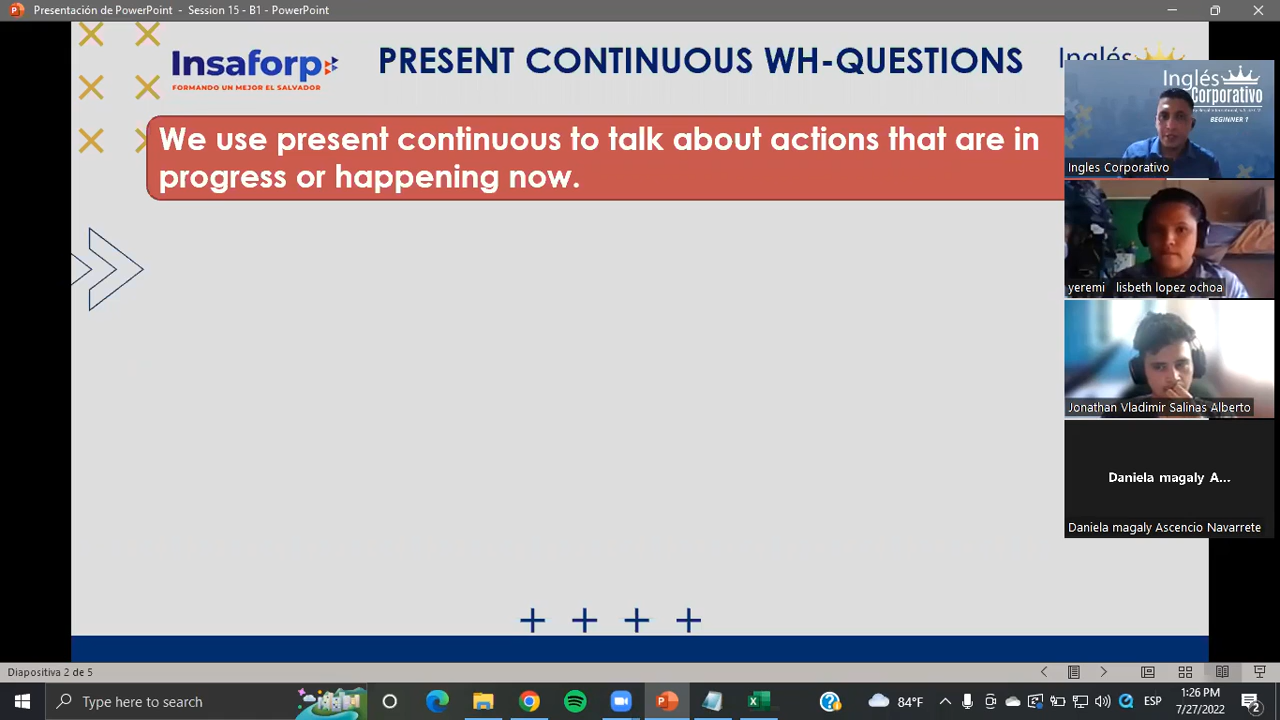 Presentación de PowerPoint - Session 15 - B1 - PowerPoint
Insaforp
FORMANDO UN MEJOR EL SALVADOR
PRESENT CONTINUOUS WH-QUESTIONS
Inglés
We use present continuous to talk about actions that are in
progress or happening now.
Inglés
Corporativo
BEGINNER 1
Ingles Corporativo
yeremi lisbeth lopez ochoa
Jonathan Vladimir Salinas Alberto
Daniela magaly A...
Daniela magaly Ascencio Navarrete
Diapositiva 2 de 5
Type here to search
84°F
ESP
1:26 PM
7/27/2022
2